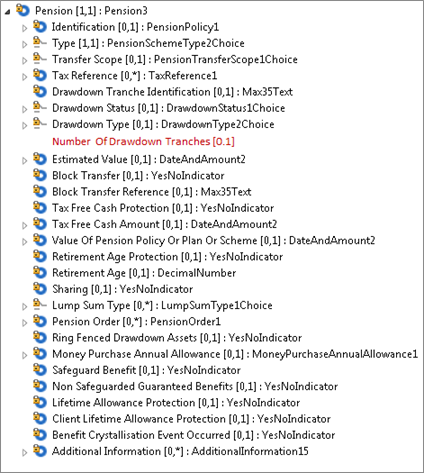 Pension [1,1] : Pension3
Identification [0,1] : PensionPolicy1
Type [1,1] : PensionSchemeType2Choice
Transfer Scope [0,1] : PensionTransferScope1Choice
Tax Reference [0,*] : TaxReference1
Drawdown Tranche Identification [0,1] : Max35Text
Drawdown Status [0,1] : DrawdownStatus1Choice
Drawdown Type [0,1] : DrawdownType2Choice
Number Of Drawdown Tranches [0.1]
Estimated Value [0,1] : DateAndAmount2
Block Transfer [0,1] : YesNoIndicator
Block Transfer Reference [0,1] : Max35Text
Tax Free Cash Protection [0,1] : YesNoIndicator
Tax Free Cash Amount [0,1] : DateAndAmount2
Value Of Pension Policy Or Plan Or Scheme [0,1] : DateAndAmount2
Retirement Age Protection [0,1] : YesNoIndicator
Retirement Age [0,1] : DecimalNumber
Sharing [0,1] : YesNoIndicator
Lump Sum Type [0,*] : LumpSumType1Choice
Pension Order [0,*] : PensionOrder1
Ring Fenced Drawdown Assets [0,1] : YesNoIndicator
Money Purchase Annual Allowance [0,1] : MoneyPurchaseAnnualAllowance1
Safeguard Benefit [0,1] : YesNoIndicator
Non Safeguarded Guaranteed Benefits [0,1] : YesNoIndicator
Lifetime Allowance Protection [0,1] : YesNoIndicator
Client Lifetime Allowance Protection [0,1] : YesNoIndicator
Benefit Crystallisation Event Occurred [0,1] : YesNoIndicator
Additional Information [0,*] : AdditionalInformation15